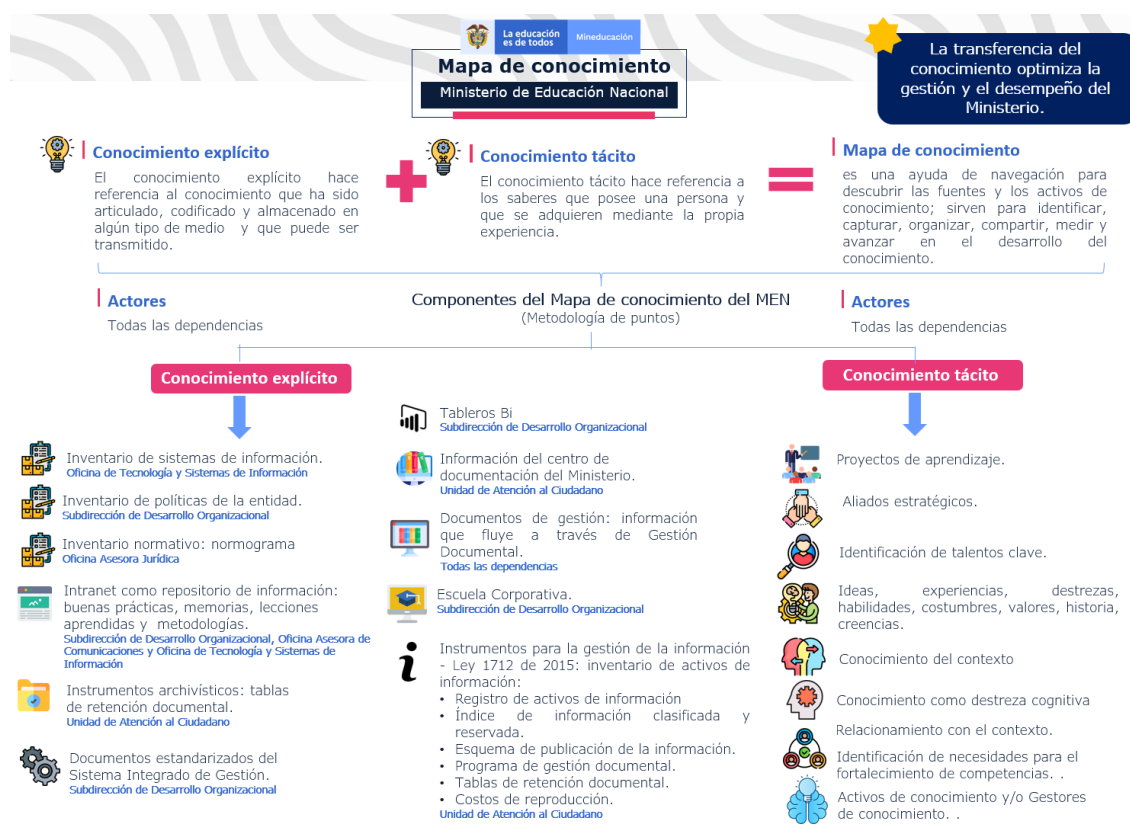 La educación
es de todos
Mineducación
Mapa de conocimiento
Ministerio de Educación Nacional
La transferencia del
conocimiento optimiza la
gestión y el desempeño del
Ministerio.
Conocimiento explícito
El conocimiento explícito hace
referencia al conocimiento que ha sido
articulado, codificado y almacenado en
algún tipo de medio y que puede ser
transmitido.
Conocimiento tácito
El conocimiento tácito hace referencia a
los saberes que posee una persona y
que se adquieren mediante la propia
experiencia.
Mapa de conocimiento
es una ayuda de navegación para
descubrir las fuentes y los activos de
conocimiento; sirven para identificar,
capturar, organizar, compartir, medir y
avanzar en el desarrollo del
conocimiento.
Actores
Todas las dependencias
Componentes del Mapa de conocimiento del MEN
(Metodología de puntos)
Actores
Todas las dependencias
Conocimiento explícito
Inventario de sistemas de información.
Oficina de Tecnología y Sistemas de Información
Inventario de políticas de la entidad.
Subdirección de Desarrollo Organizacional
Inventario normativo: normograma
Oficina Asesora Jurídica
Intranet como repositorio de información:
buenas prácticas, memorias, lecciones
aprendidas y metodologías.
Subdirección de Desarrollo Organizacional, Oficina Asesora de
Comunicaciones y Oficina de Tecnología y Sistemas de
Información
Instrumentos archivísticos: tablas
de retención documental.
Unidad de Atención al Ciudadano
Documentos estandarizados del
Sistema Integrado de Gestión.
Subdirección de Desarrollo Organizacional
Tableros Bi
Subdirección de Desarrollo Organizacional
Información del centro de
documentación del Ministerio.
Unidad de Atención al Ciudadano
Documentos de gestión: información
que fluye a través de Gestión
Documental.
Todas las dependencias
Escuela Corporativa.
Subdirección de Desarrollo Organizacional
Instrumentos para la gestión de la información
- Ley 1712 de 2015: inventario de activos de
información:
• Registro de activos de información
• Índice de información clasificada y
reservada.
• Esquema de publicación de la información.
• Programa de gestión documental.
• Tablas de retención documental.
• Costos de reproducción.
Unidad de Atención al Ciudadano
Conocimiento tácito
Proyectos de aprendizaje.
Aliados estratégicos.
Identificación de talentos clave.
Ideas, experiencias, destrezas,
habilidades, costumbres, valores, historia,
creencias.
Conocimiento del contexto
Conocimiento como destreza cognitiva
Relacionamiento con el contexto.
Identificación de necesidades para el
fortalecimiento de competencias. .
Activos de conocimiento y/o Gestores
de conocimiento. .